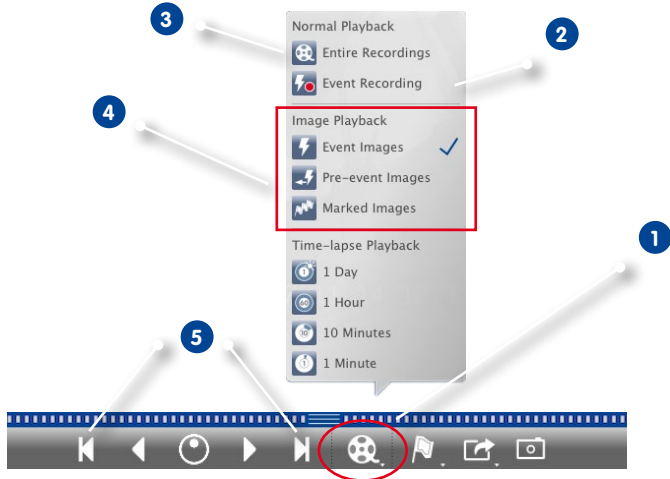 3
Normal Playback
2
Entire Recordings
Event Recording
4
Image Playback
Event Images
Pre-event Images
Marked Images
1
Time-lapse Playback
1 Day
1 Hour
10 Minutes
5
1 Minute